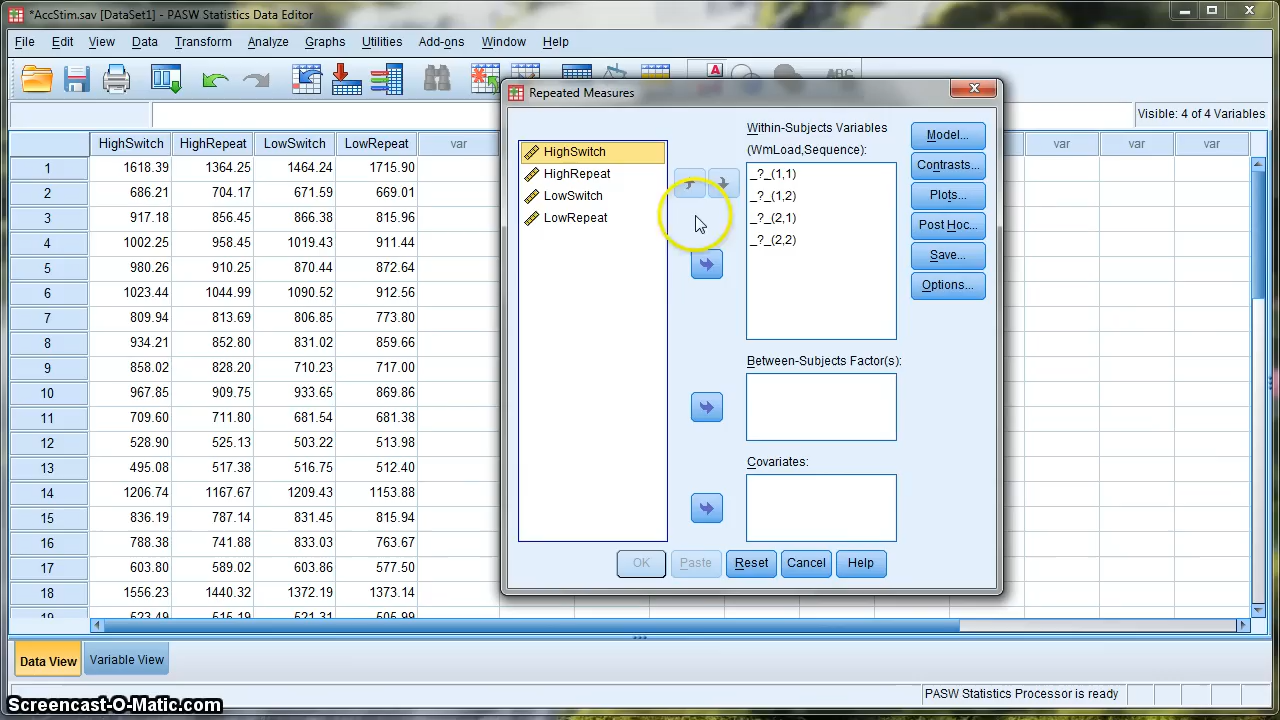 *AccStim.sav [DataSet1] - PASW Statistics Data Editor
File Edit View Data Transform Analyze Graphs Utilities Add-ons Window Help
A
ABC
Visible: 4 of 4 Variables
HighSwitch HighRepeat LowSwitch LowRepeat var var var var
1 1618.39 1364.25 1464.24 1715.90
2 686.21 704.17 671.59 669.01
3 917.18 856.45 866.38 815.96
4 1002.25 958.45 1019.43 911.44
5 980.26 910.25 870.44 872.64
6 1023.44 1044.99 1090.52 912.56
7 809.94 813.69 806.85 773.80
8 934.21 852.80 831.02 859.66
9 858.02 828.20 710.23 717.00
10 967.85 909.75 933.65 869.86
11 709.60 711.80 681.54 681.38
12 528.90 525.13 503.22 513.98
13 495.08 517.38 516.75 512.40
14 1206.74 1167.67 1209.43 1153.88
15 836.19 787.14 831.45 815.94
16 788.38 741.88 833.03 763.67
17 603.80 589.02 603.86 577.50
18 1556.23 1440.32 1372.19 1373.14
19 623.49 616.19 621.31 605.99
Repeated Measures
HighSwitch
HighRepeat
LowSwitch
LowRepeat
Within-Subjects Variables
(WmLoad,Sequence):
_?_(1,1)
_?_(1,2)
_?_(2,1)
_?_(2,2)
Between-Subjects Factor(s):
Covariates:
Model...
Contrasts...
Plots...
Post Hoc...
Save...
Options...
OK Paste Reset Cancel Help
Data View Variable View
PASW Statistics Processor is ready
Screencast-O-Matic.com